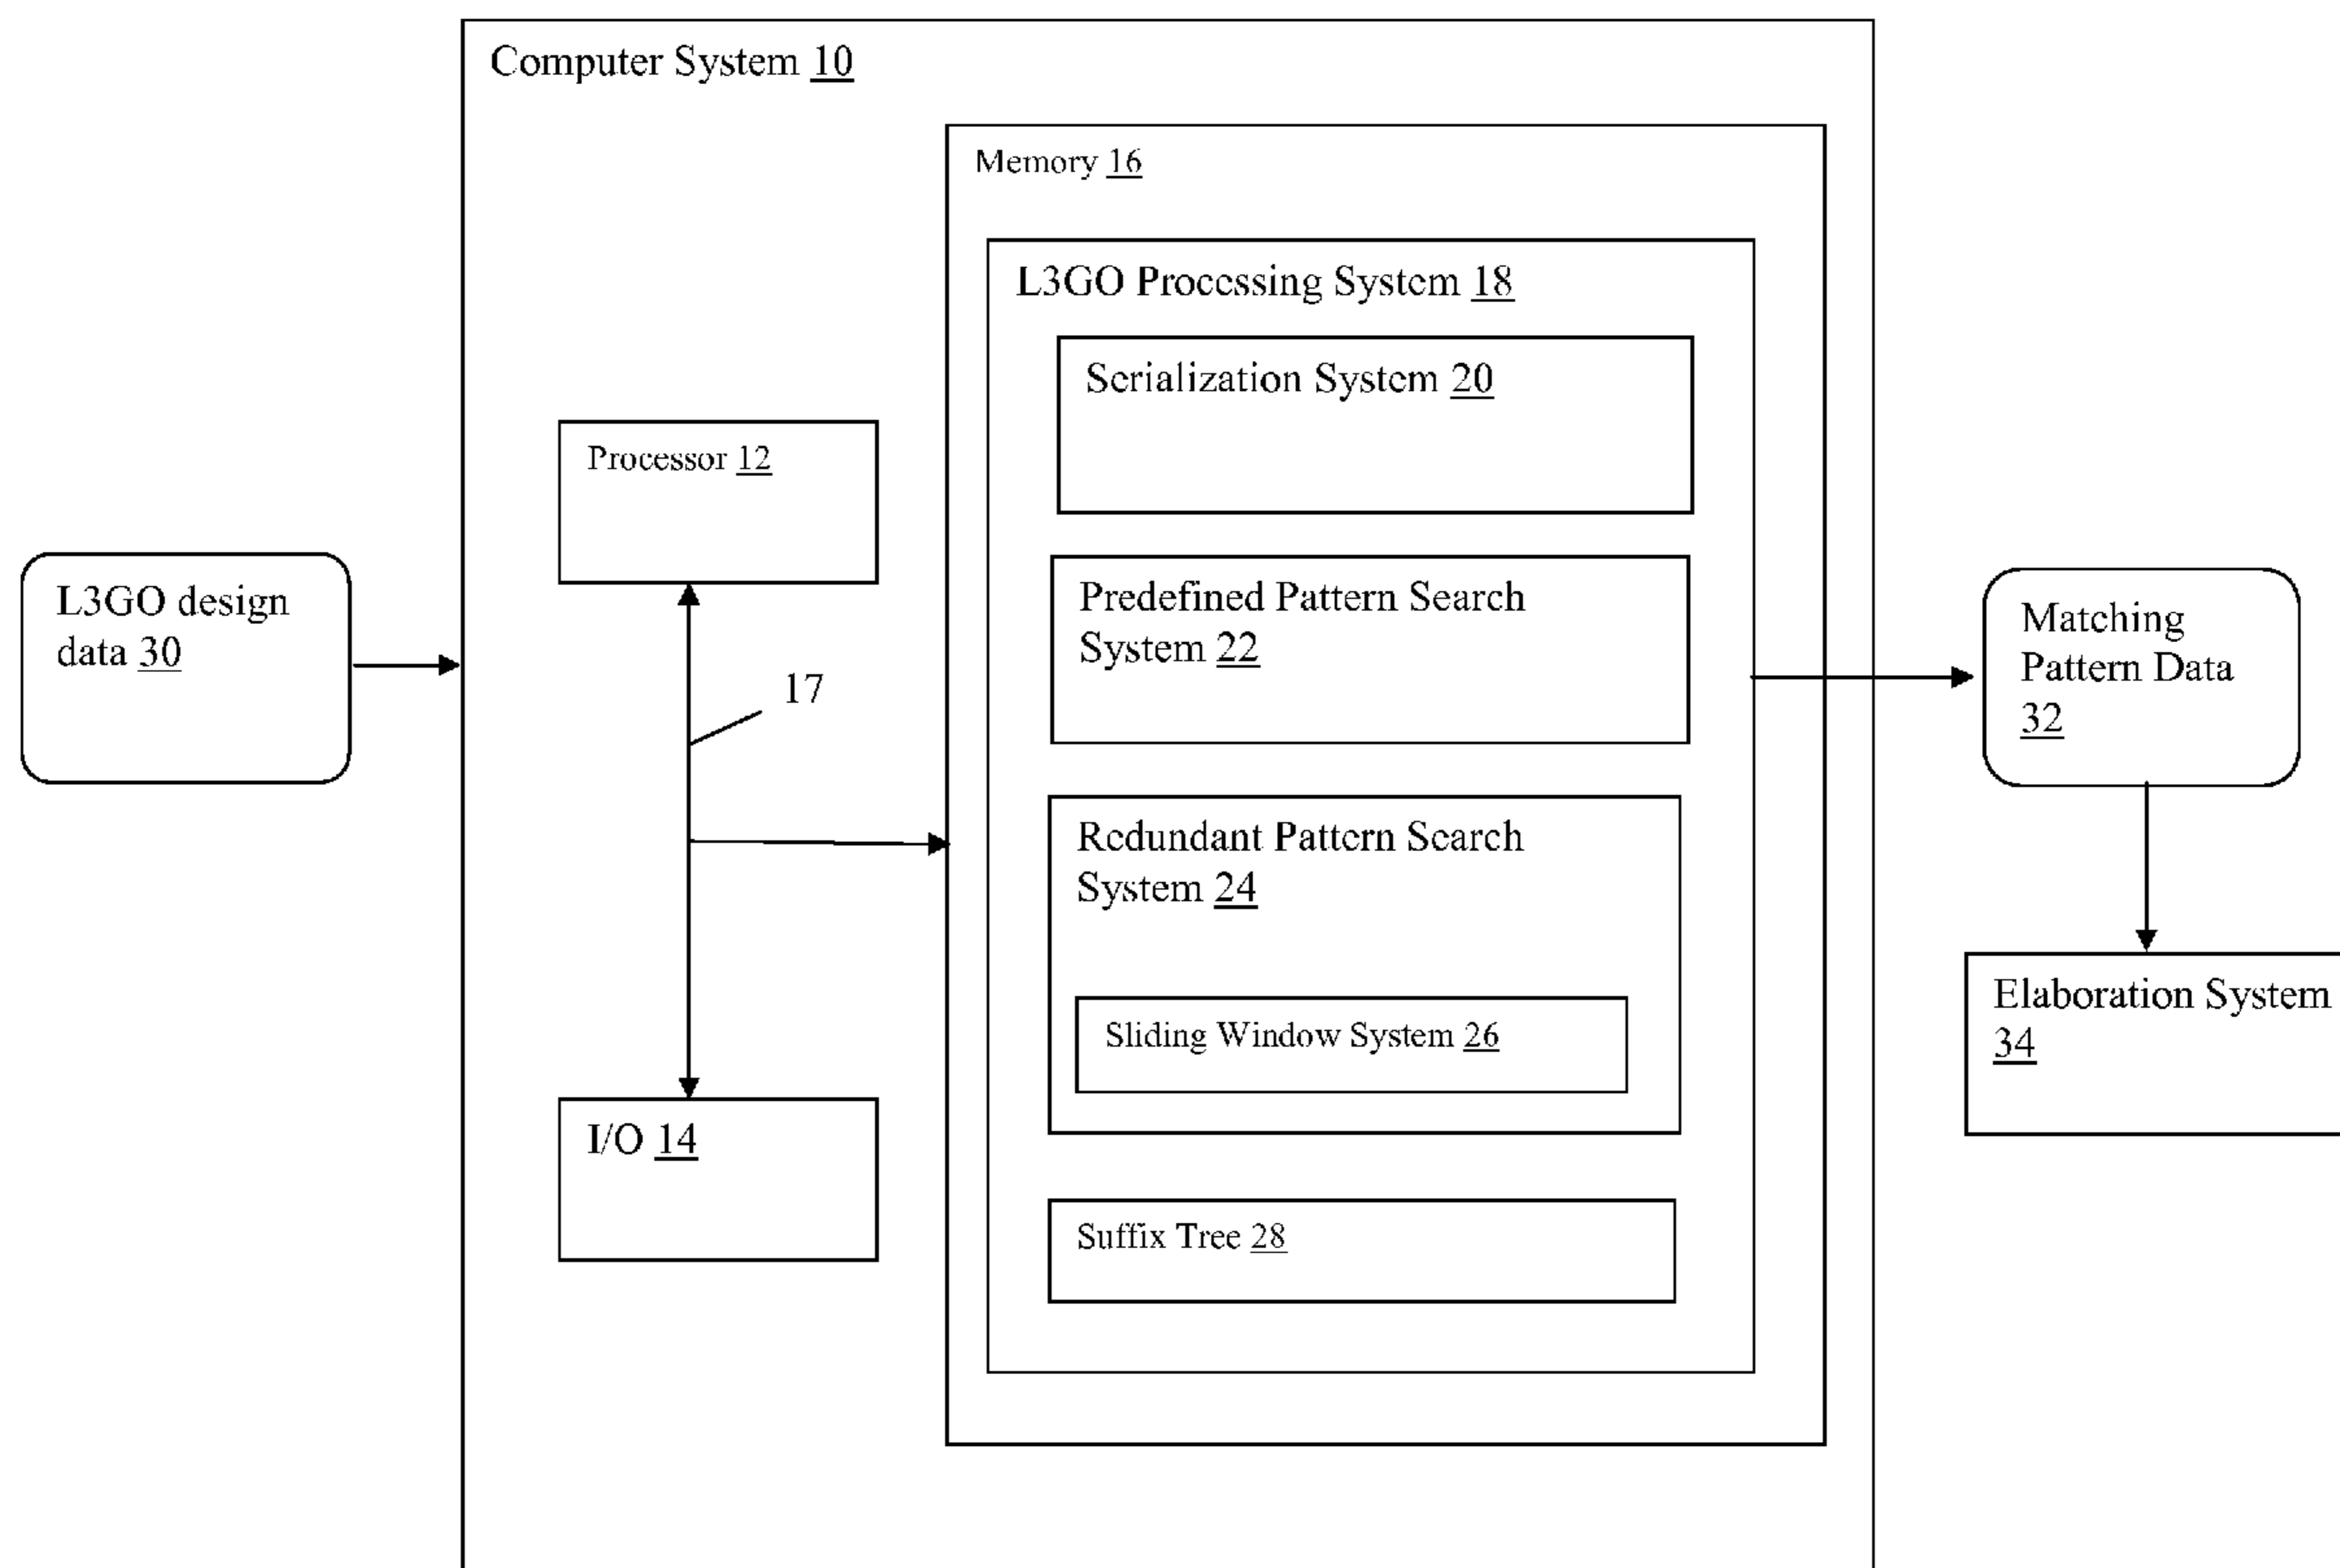 Computer System 10
Memory 16
L3GO Processing System 18
Serialization System 20
Processor 12
L3GO design
data 30
Predefined Pattern Search
System 22
Matching
Pattern Data
32
17
Redundant Pattern Search
System 24
Sliding Window System 26
Elaboration System
34
I/O 14
Suffix Tree 28